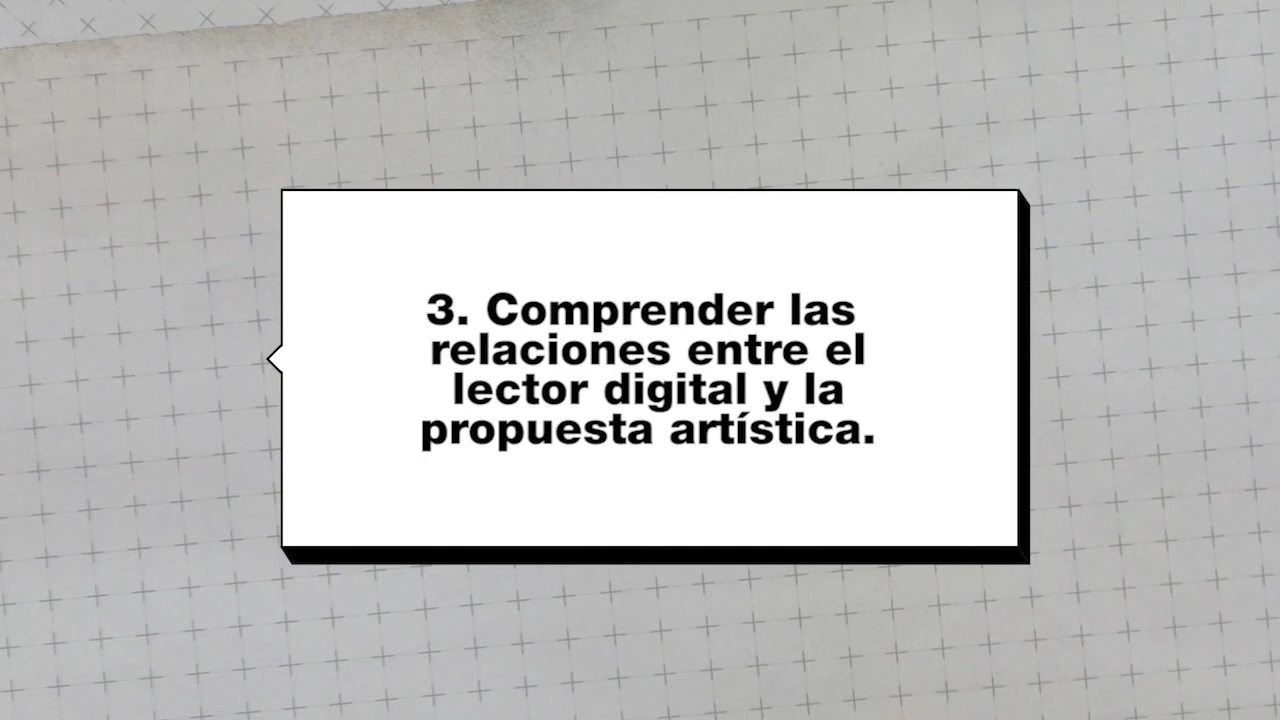 3. Comprender las
relaciones entre el
lector digital y la
propuesta artística.